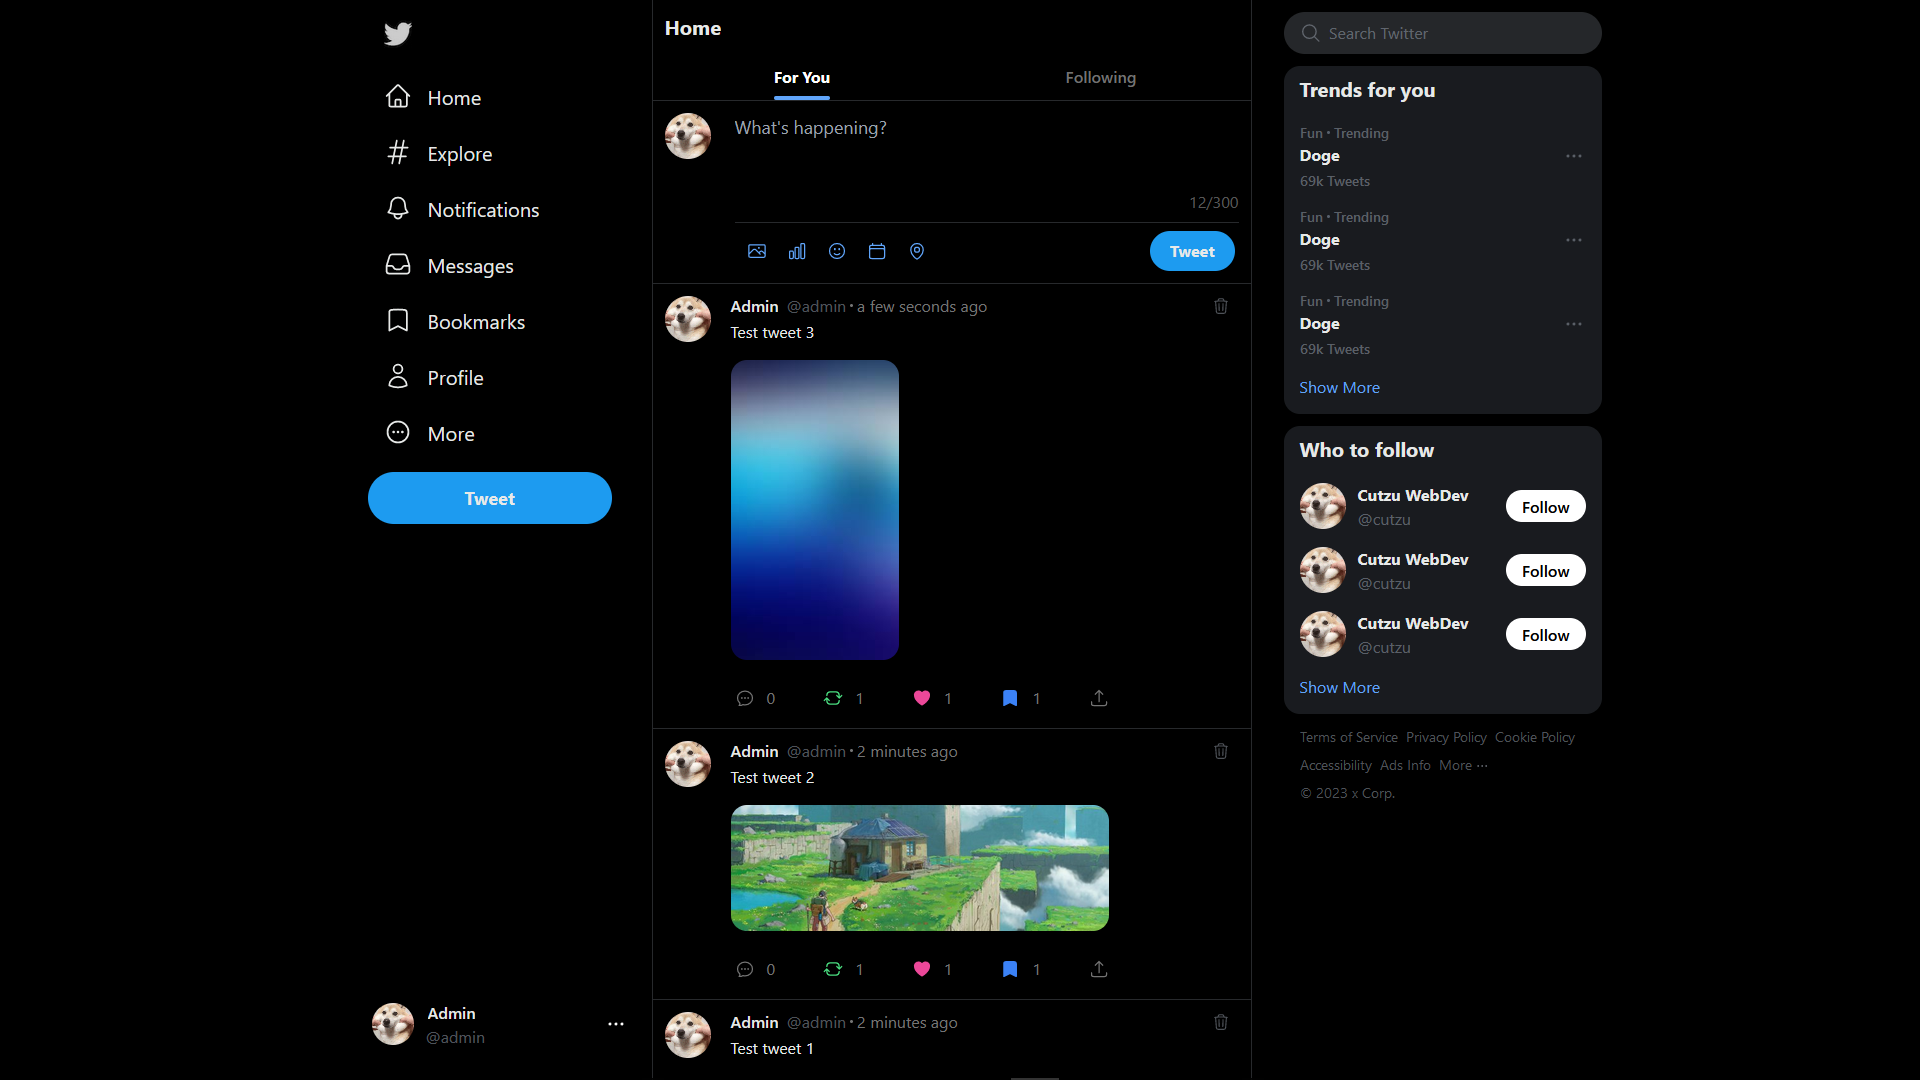 Home
Explore
Notifications
Messages
Bookmarks
Profile
More
Tweet
Admin
@admin
Home
For You
Following
What's happening?
12/300
Tweet
Admin @admin • a few seconds ago
Test tweet 3
0 1 1 1
Admin @admin • 2 minutes ago
Test tweet 2
0 1 1 1
Admin @admin • 2 minutes ago
Test tweet 1
Search Twitter
Trends for you
Fun • Trending
Doge
69k Tweets
Fun • Trending
Doge
69k Tweets
Fun • Trending
Doge
69k Tweets
Show More
Who to follow
Cutzu WebDev
@cutzu
Follow
Cutzu WebDev
@cutzu
Follow
Cutzu WebDev
@cutzu
Follow
Show More
Terms of Service Privacy Policy Cookie Policy
Accessibility Ads Info More ···
© 2023 x Corp.